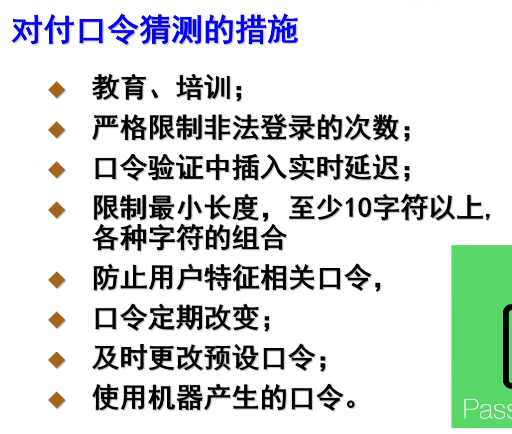 对付口令猜测的措施
教育、培训；
严格限制非法登录的次数；
口令验证中插入实时延迟；
限制最小长度，至少10字符以上，
各种字符的组合
防止用户特征相关口令，
口令定期改变；
及时更改预设口令；
使用机器产生的口令。
Pass